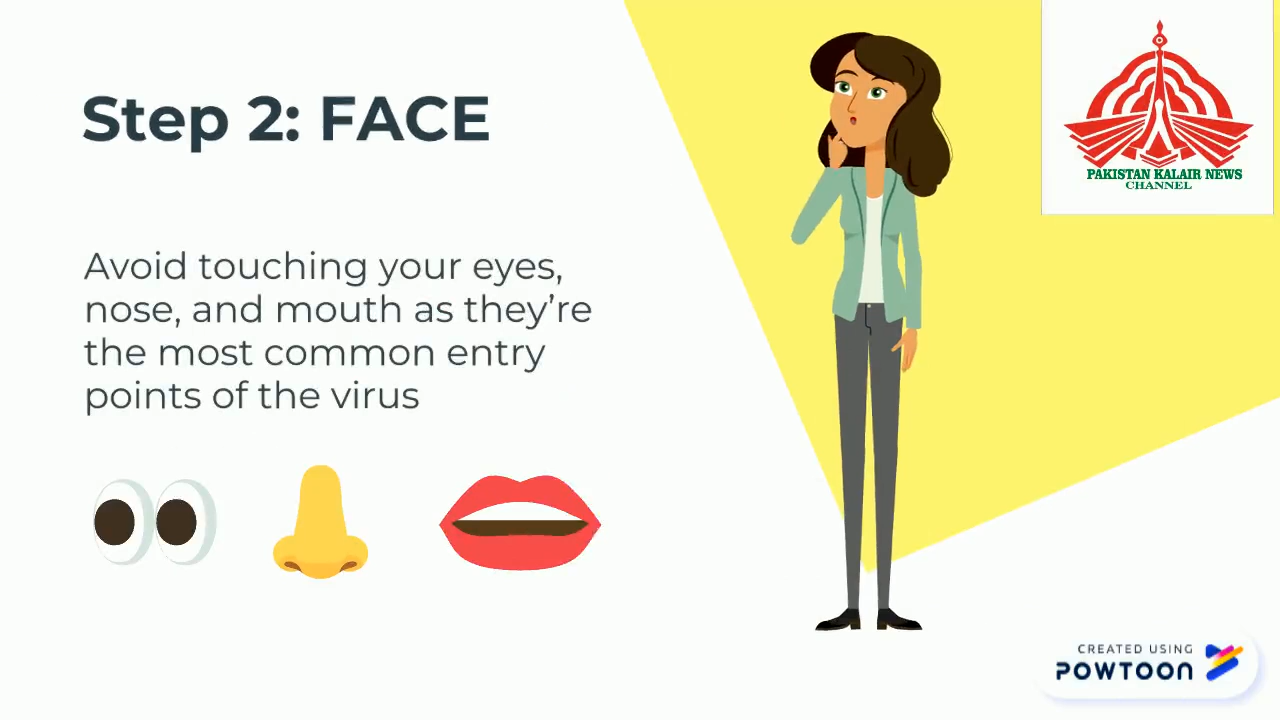 Step 2: FACE
Avoid touching your eyes,
nose, and mouth as they’re
the most common entry
points of the virus
PAKISTAN KALAIR NEWS
CHANNEL
CREATED USING
POWTOON